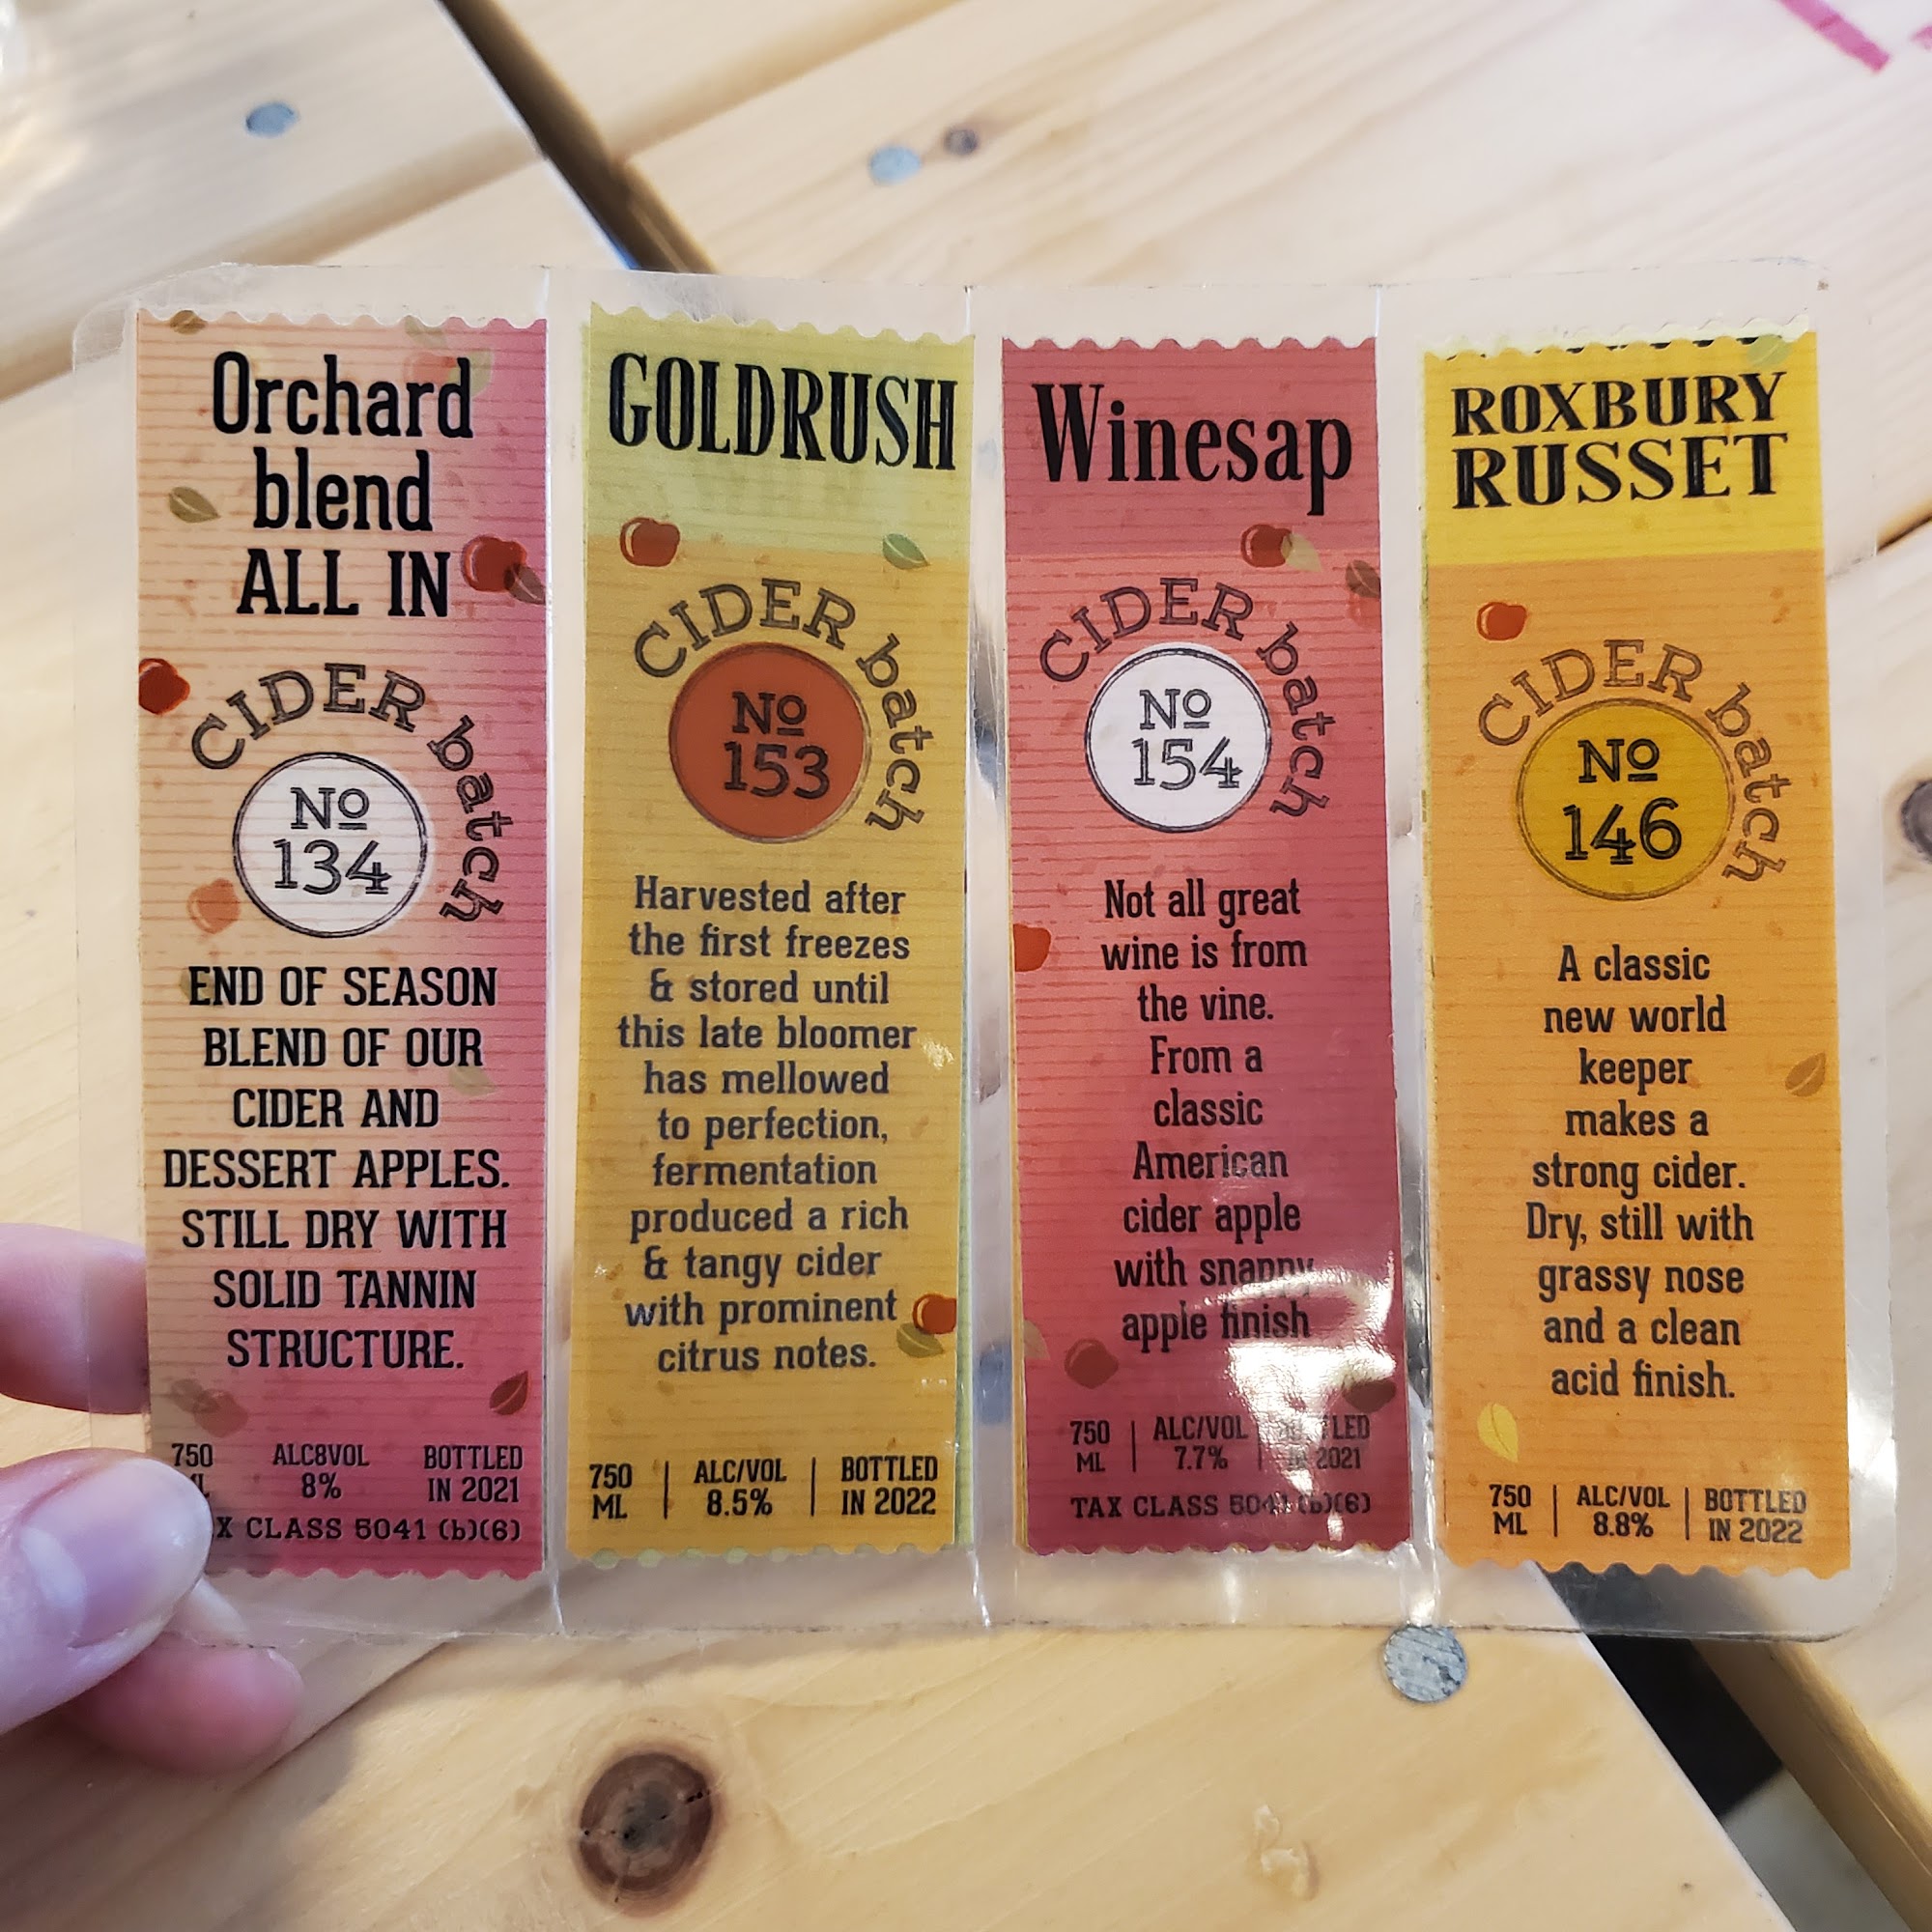 Orchard
blend
ALL IN
CIDER batch
No
134
END OF SEASON
BLEND OF OUR
CIDER AND
DESSERT APPLES.
STILL DRY WITH
SOLID TANNIN
STRUCTURE.
750
ALC8VOL
8%
BOTTLED
IN 2021
CLASS 5041 (b)(6)
GOLDRUSH
CIDER batch
No
153
Harvested after
the first freezes
& stored until
this late bloomer
has mellowed
to perfection,
fermentation
produced a rich
& tangy cider
with prominent
citrus notes.
750
ML
ALC/VOL
8.5%
BOTTLED
IN 2022
Winesap
CIDER batch
No
154
Not all great
wine is from
the vine.
From a
classic
American
cider apple
with snappy
apple finish
750
ML
ALC/VOL
7.7%
2021
TAX CLASS 5041 (b)(6)
ROXBURY
RUSSET
CIDER batch
No
146
A classic
new world
keeper
makes a
strong cider.
Dry, still with
grassy nose
and a clean
acid finish.
750
ML
ALC/VOL
8.8%
BOTTLED
IN 2022